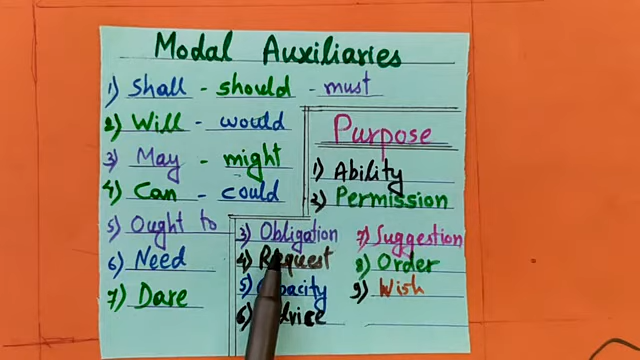 Modal Auxiliaries
1) Shall - should - must
2) Will - would
3) May - might
4) Can - could
5) Ought to
6) Need
7) Dare
Purpose
1) Ability
2) Permission
3) Obligation
4) Request
5) Capacity
6) Advice
7) Suggestion
8) Order
9) Wish